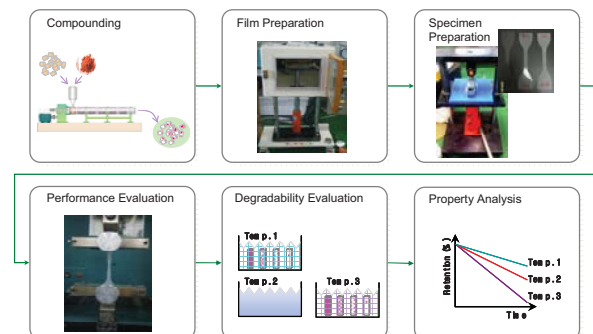 Compounding
Film Preparation
Specimen
Preparation
Performance Evaluation
Degradability Evaluation
Temp.1
Temp.2
Temp.3
Property Analysis
Retention (%)
Temp.1
Temp.2
Temp.3
Time